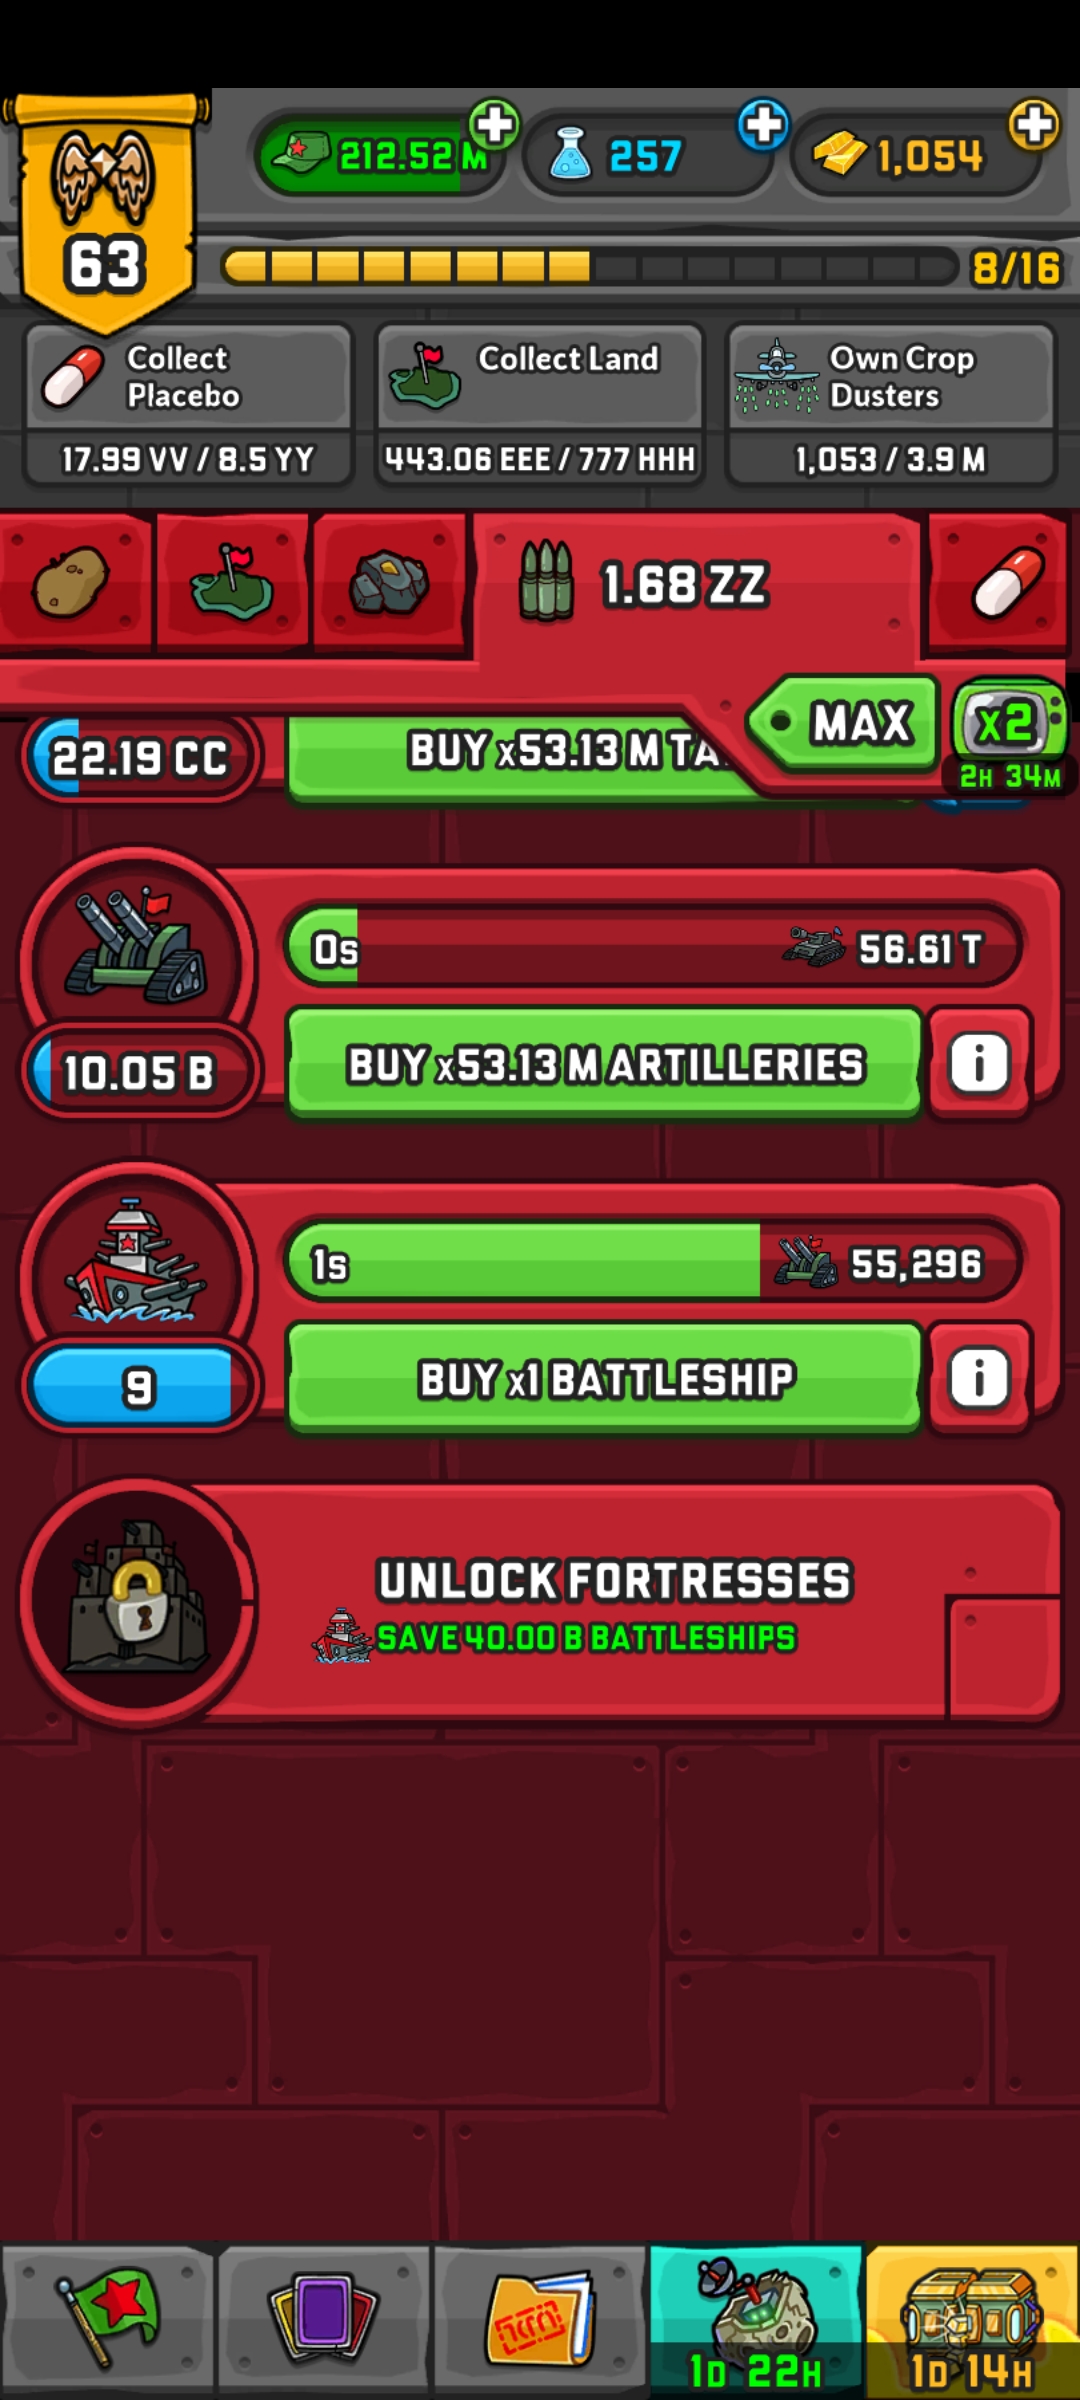 212.52 M
257
1,054
63
8/16
Collect
Placebo
17.99 VV / 8.5 YY
Collect Land
443.06 EEE / 777 HHH
Own Crop
Dusters
1,053 / 3.9 M
1.68 ZZ
MAX
X2
2H 34M
22.19 CC
BUY x53.13 M TA
0s
56.61 T
10.05 B
BUY x53.13 M ARTILLERIES
i
1s
55,296
9
BUY x1 BATTLESHIP
i
UNLOCK FORTRESSES
SAVE 40.00 B BATTLESHIPS
1D 22H
1D 14H